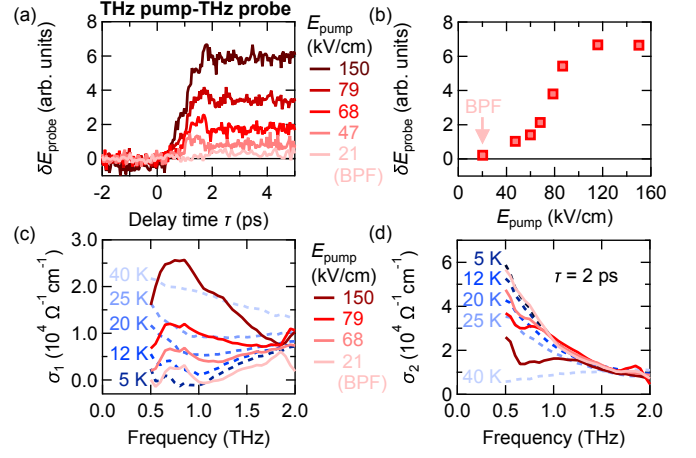 (a) THz pump-THz probe
E_pump
(kV/cm)
150
79
68
47
21
(BPF)
δE_probe (arb. units)
8
6
4
2
0
-2 0 2 4
Delay time τ (ps)
(b)
δE_probe (arb. units)
8
6
4
2
0
BPF
0 40 80 120 160
E_pump (kV/cm)
(c)
σ₁ (10⁴ Ω⁻¹cm⁻¹)
3.0
2.0
1.0
0.0
40 K
25 K
20 K
12 K
5 K
0.0 0.5 1.0 1.5 2.0
Frequency (THz)
E_pump
(kV/cm)
150
79
68
21
(BPF)
(d)
σ₂ (10⁴ Ω⁻¹cm⁻¹)
6
4
2
0
5 K
12 K
20 K
25 K
40 K
τ = 2 ps
0.0 0.5 1.0 1.5 2.0
Frequency (THz)